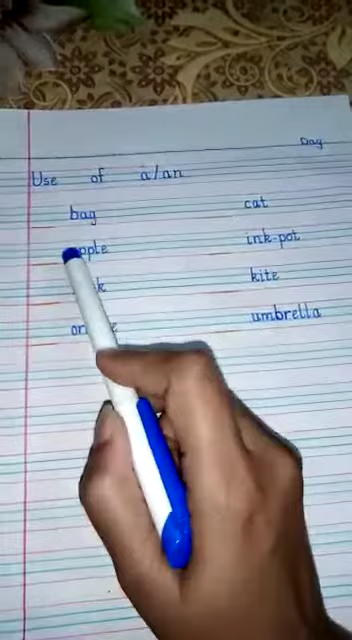 Day
Use of a/an
bag cat
ink-pot
kite
umbrella